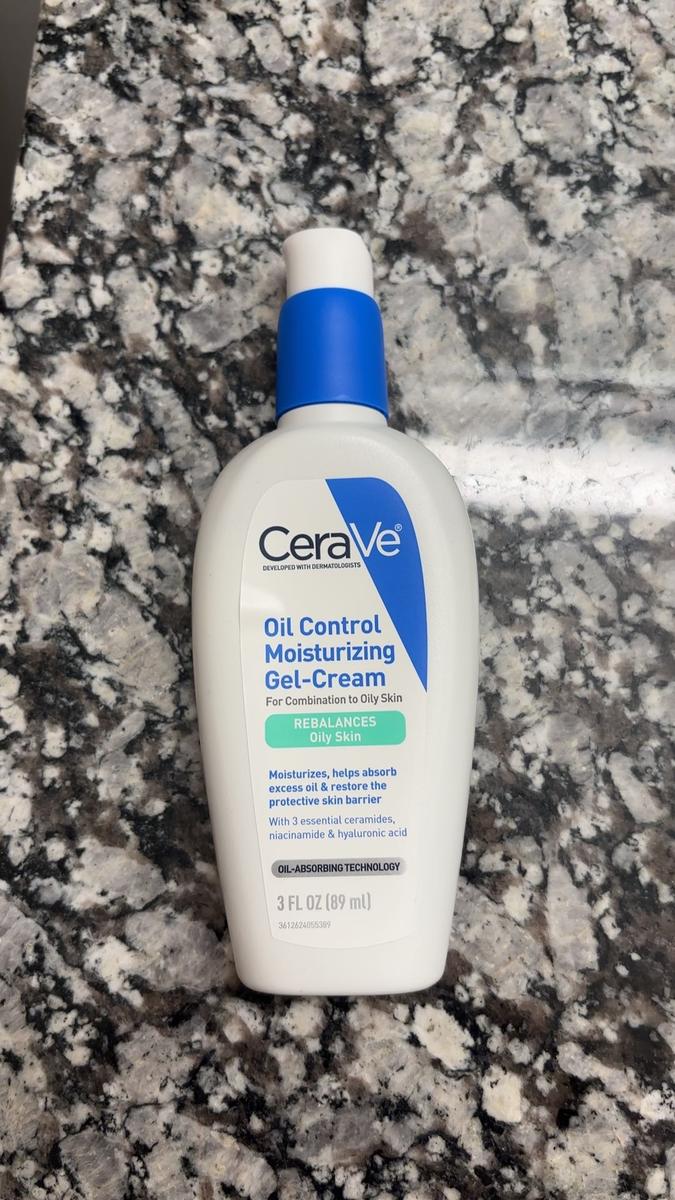 CeraVe®
DEVELOPED WITH DERMATOLOGISTS
Oil Control
Moisturizing
Gel-Cream
For Combination to Oily Skin
REBALANCES
Oily Skin
Moisturizes, helps absorb
excess oil & restore the
protective skin barrier
With 3 essential ceramides,
niacinamide & hyaluronic acid
OIL-ABSORBING TECHNOLOGY
3 FL OZ (89 ml)
3612624055389